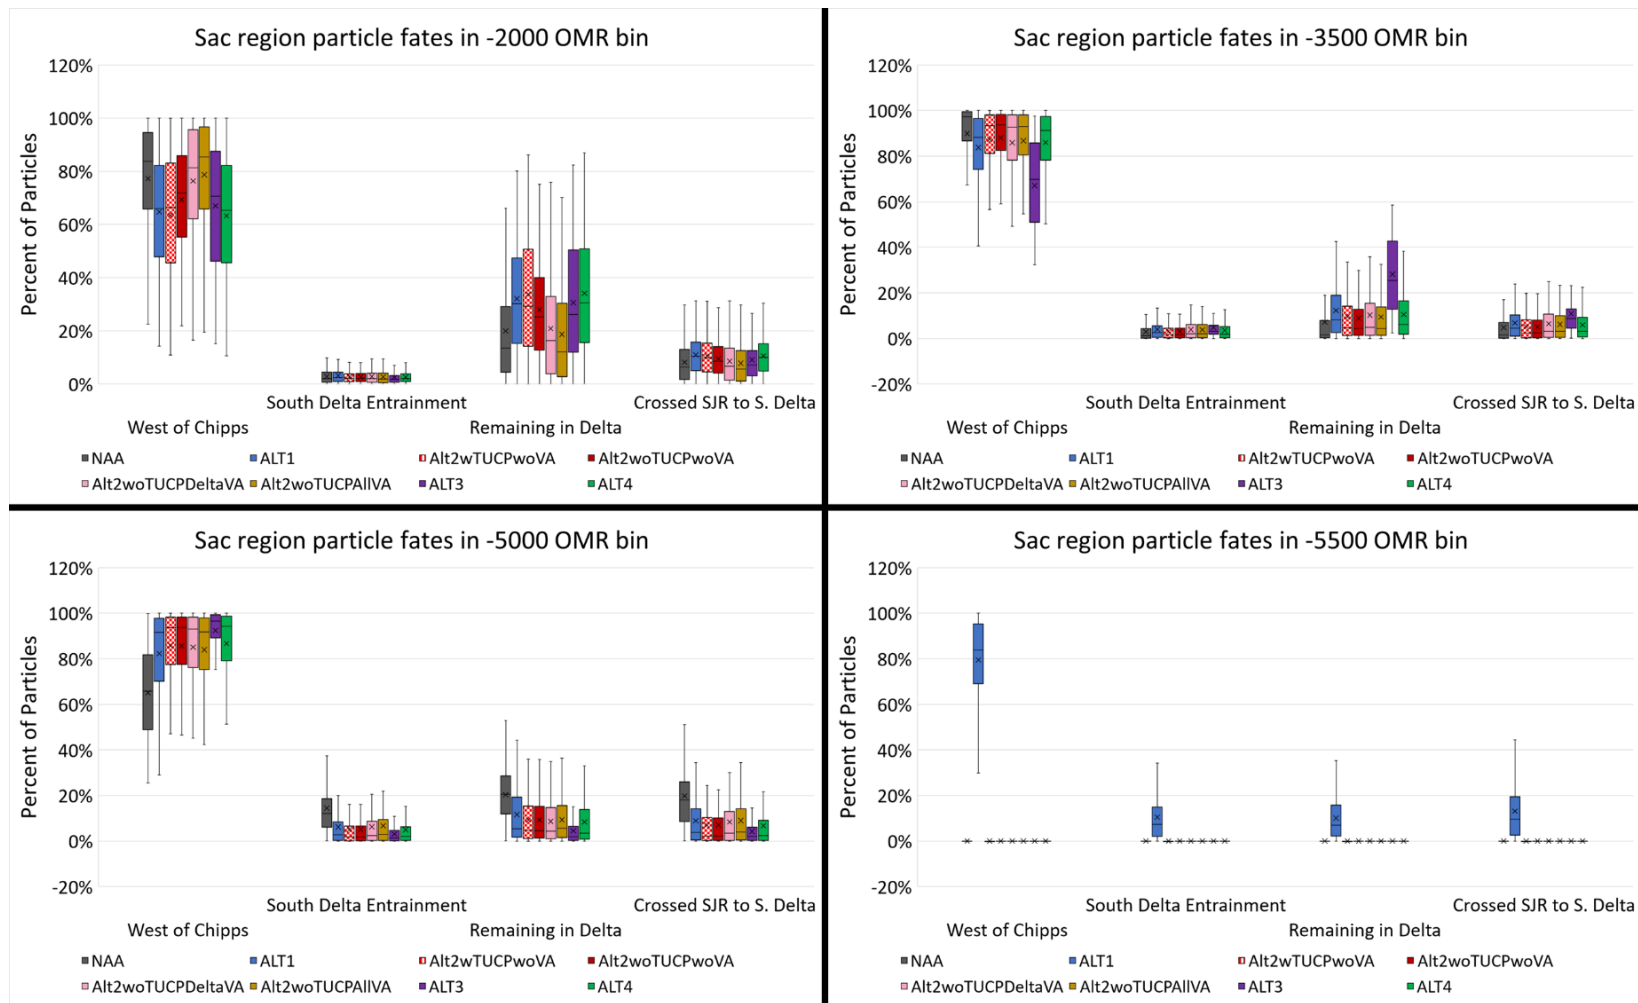 Sac region particle fates in -2000 OMR bin
120%
100%
80%
60%
40%
20%
0%
Percent of Particles
South Delta Entrainment Crossed SJR to S. Delta
West of Chipps Remaining in Delta
NAA ALT1 Alt2wTUCPwoVA Alt2woTUCPwoVA
Alt2woTUCPDeltaVA Alt2woTUCPAllVA ALT3 ALT4
Sac region particle fates in -3500 OMR bin
120%
100%
80%
60%
40%
20%
0%
-20%
Percent of Particles
South Delta Entrainment Crossed SJR to S. Delta
West of Chipps Remaining in Delta
NAA ALT1 Alt2wTUCPwoVA Alt2woTUCPwoVA
Alt2woTUCPDeltaVA Alt2woTUCPAllVA ALT3 ALT4
Sac region particle fates in -5000 OMR bin
120%
100%
80%
60%
40%
20%
0%
-20%
Percent of Particles
South Delta Entrainment Crossed SJR to S. Delta
West of Chipps Remaining in Delta
NAA ALT1 Alt2wTUCPwoVA Alt2woTUCPwoVA
Alt2woTUCPDeltaVA Alt2woTUCPAllVA ALT3 ALT4
Sac region particle fates in -5500 OMR bin
120%
100%
80%
60%
40%
20%
0%
-20%
Percent of Particles
South Delta Entrainment Crossed SJR to S. Delta
West of Chipps Remaining in Delta
NAA ALT1 Alt2wTUCPwoVA Alt2woTUCPwoVA
Alt2woTUCPDeltaVA Alt2woTUCPAllVA ALT3 ALT4